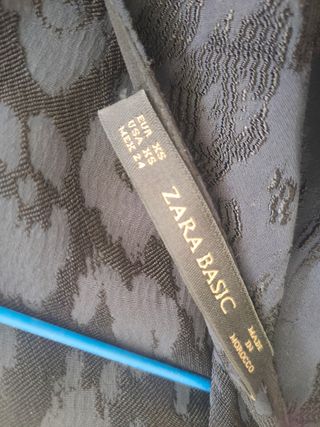 EUR XS
USA XS
MEX 24
ZARA BASIC
MADE
IN
MOROCCO